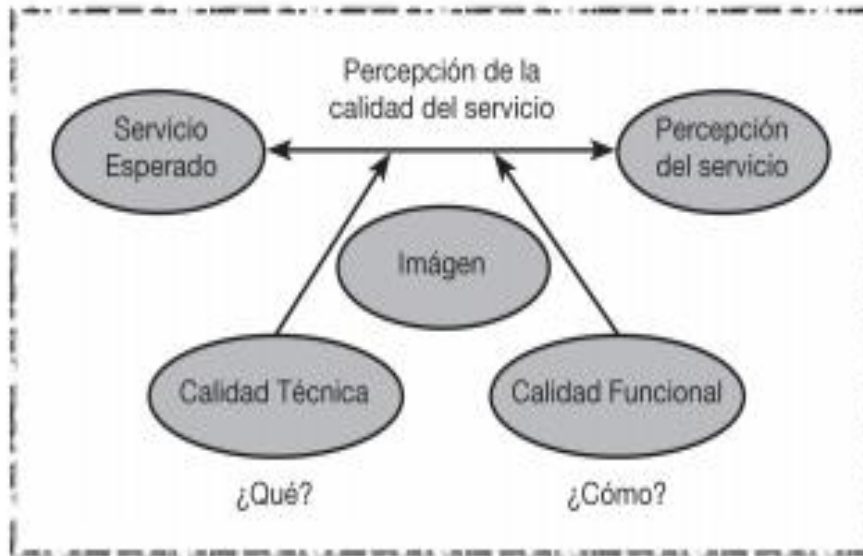 Percepción de la
calidad del servicio
Servicio
Esperado
Percepción
del servicio
Imágen
Calidad Técnica
Calidad Funcional
¿Qué?
¿Cómo?